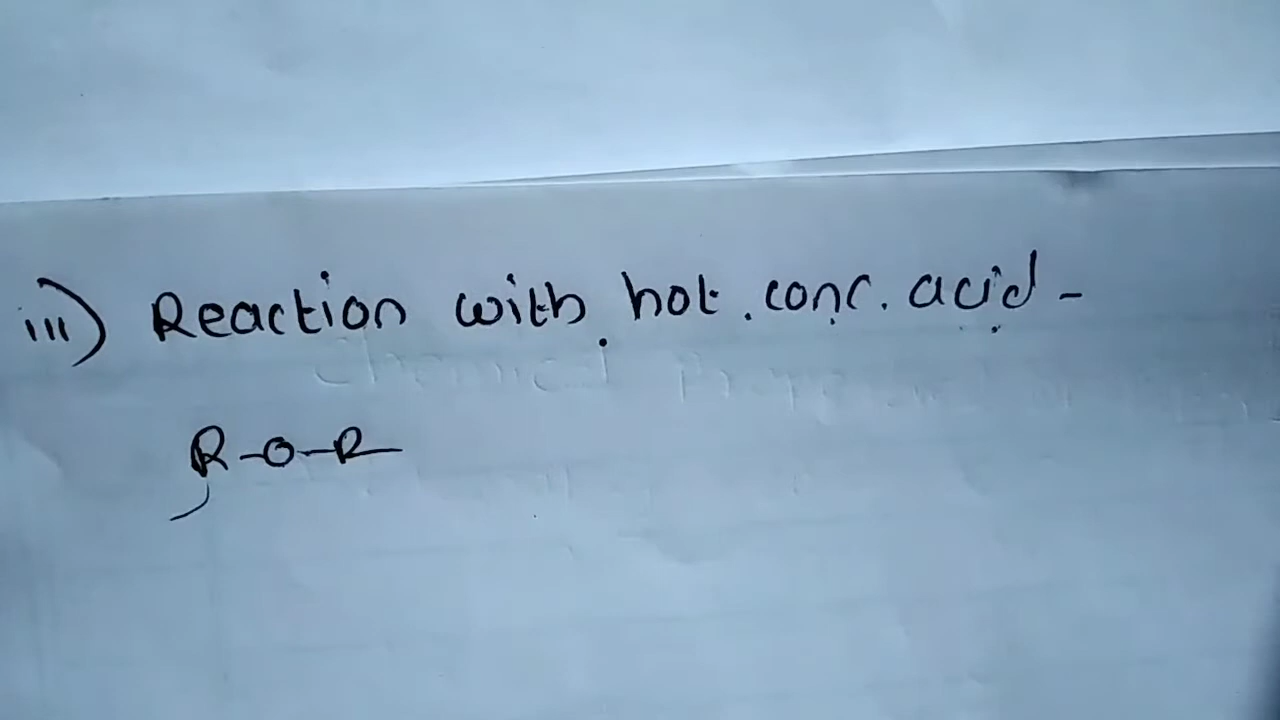 iii) Reaction with hot . conc. acid -
R-O-R